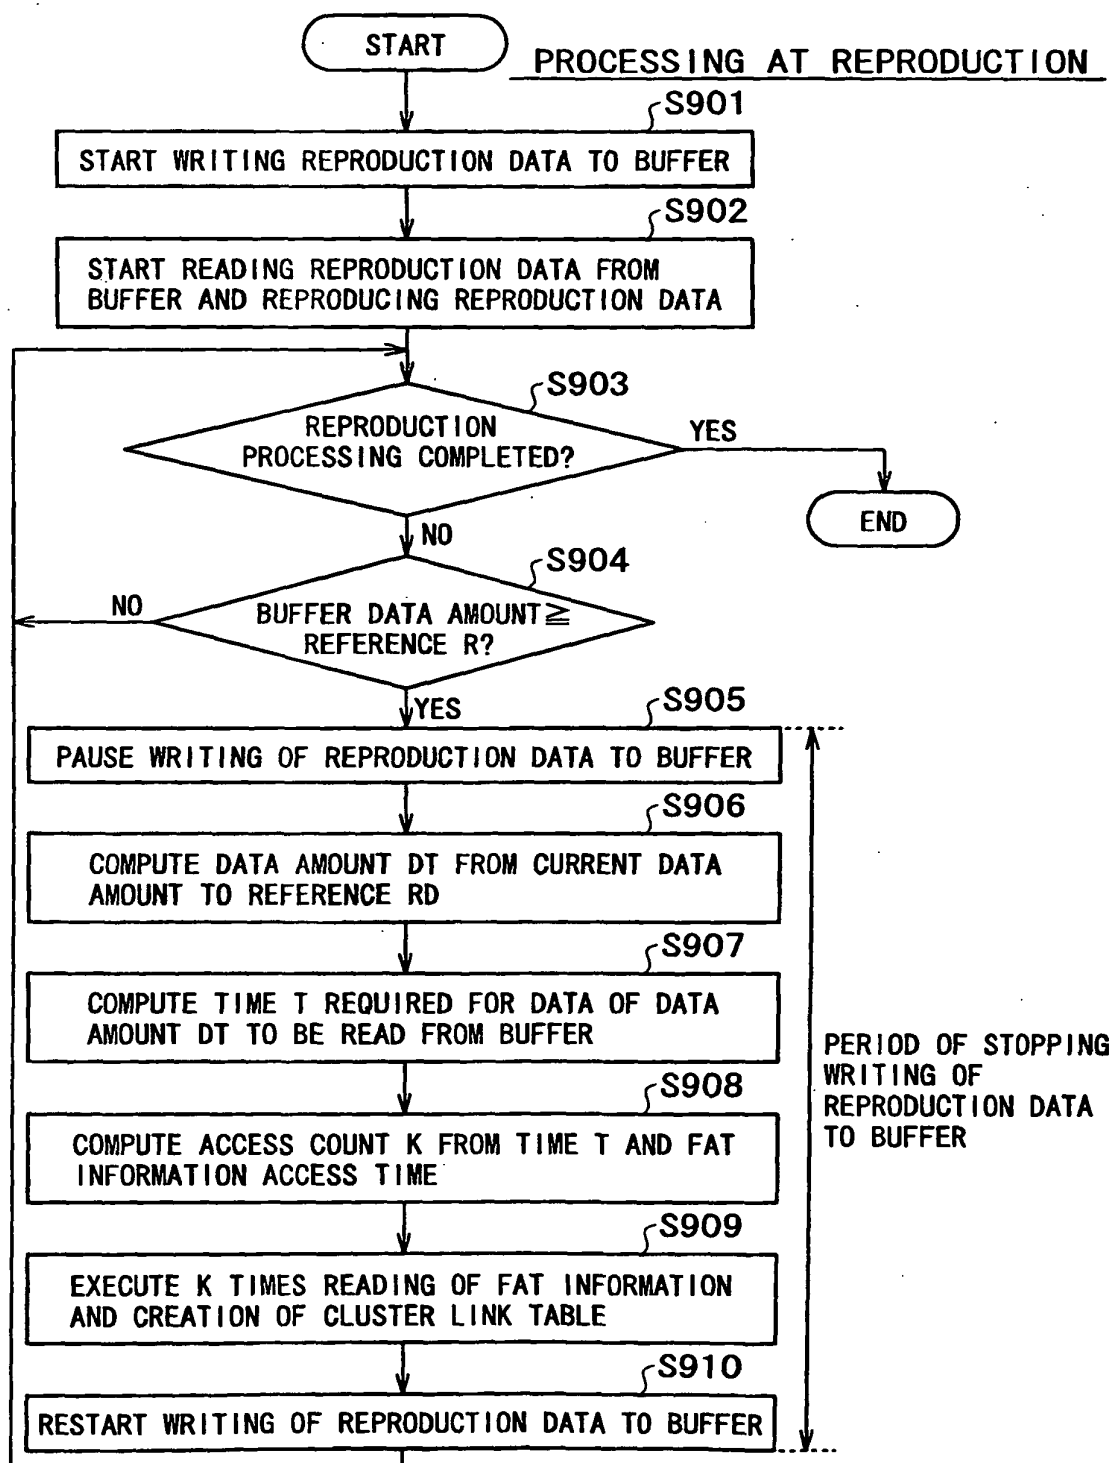 START
PROCESSING AT REPRODUCTION
S901
START WRITING REPRODUCTION DATA TO BUFFER
S902
START READING REPRODUCTION DATA FROM
BUFFER AND REPRODUCING REPRODUCTION DATA
S903
REPRODUCTION
PROCESSING COMPLETED?
YES
END
NO
S904
NO
BUFFER DATA AMOUNT≧
REFERENCE R?
YES
S905
PAUSE WRITING OF REPRODUCTION DATA TO BUFFER
S906
COMPUTE DATA AMOUNT DT FROM CURRENT DATA
AMOUNT TO REFERENCE RD
S907
COMPUTE TIME T REQUIRED FOR DATA OF DATA
AMOUNT DT TO BE READ FROM BUFFER
PERIOD OF STOPPING
WRITING OF
REPRODUCTION DATA
TO BUFFER
S908
COMPUTE ACCESS COUNT K FROM TIME T AND FAT
INFORMATION ACCESS TIME
S909
EXECUTE K TIMES READING OF FAT INFORMATION
AND CREATION OF CLUSTER LINK TABLE
S910
RESTART WRITING OF REPRODUCTION DATA TO BUFFER